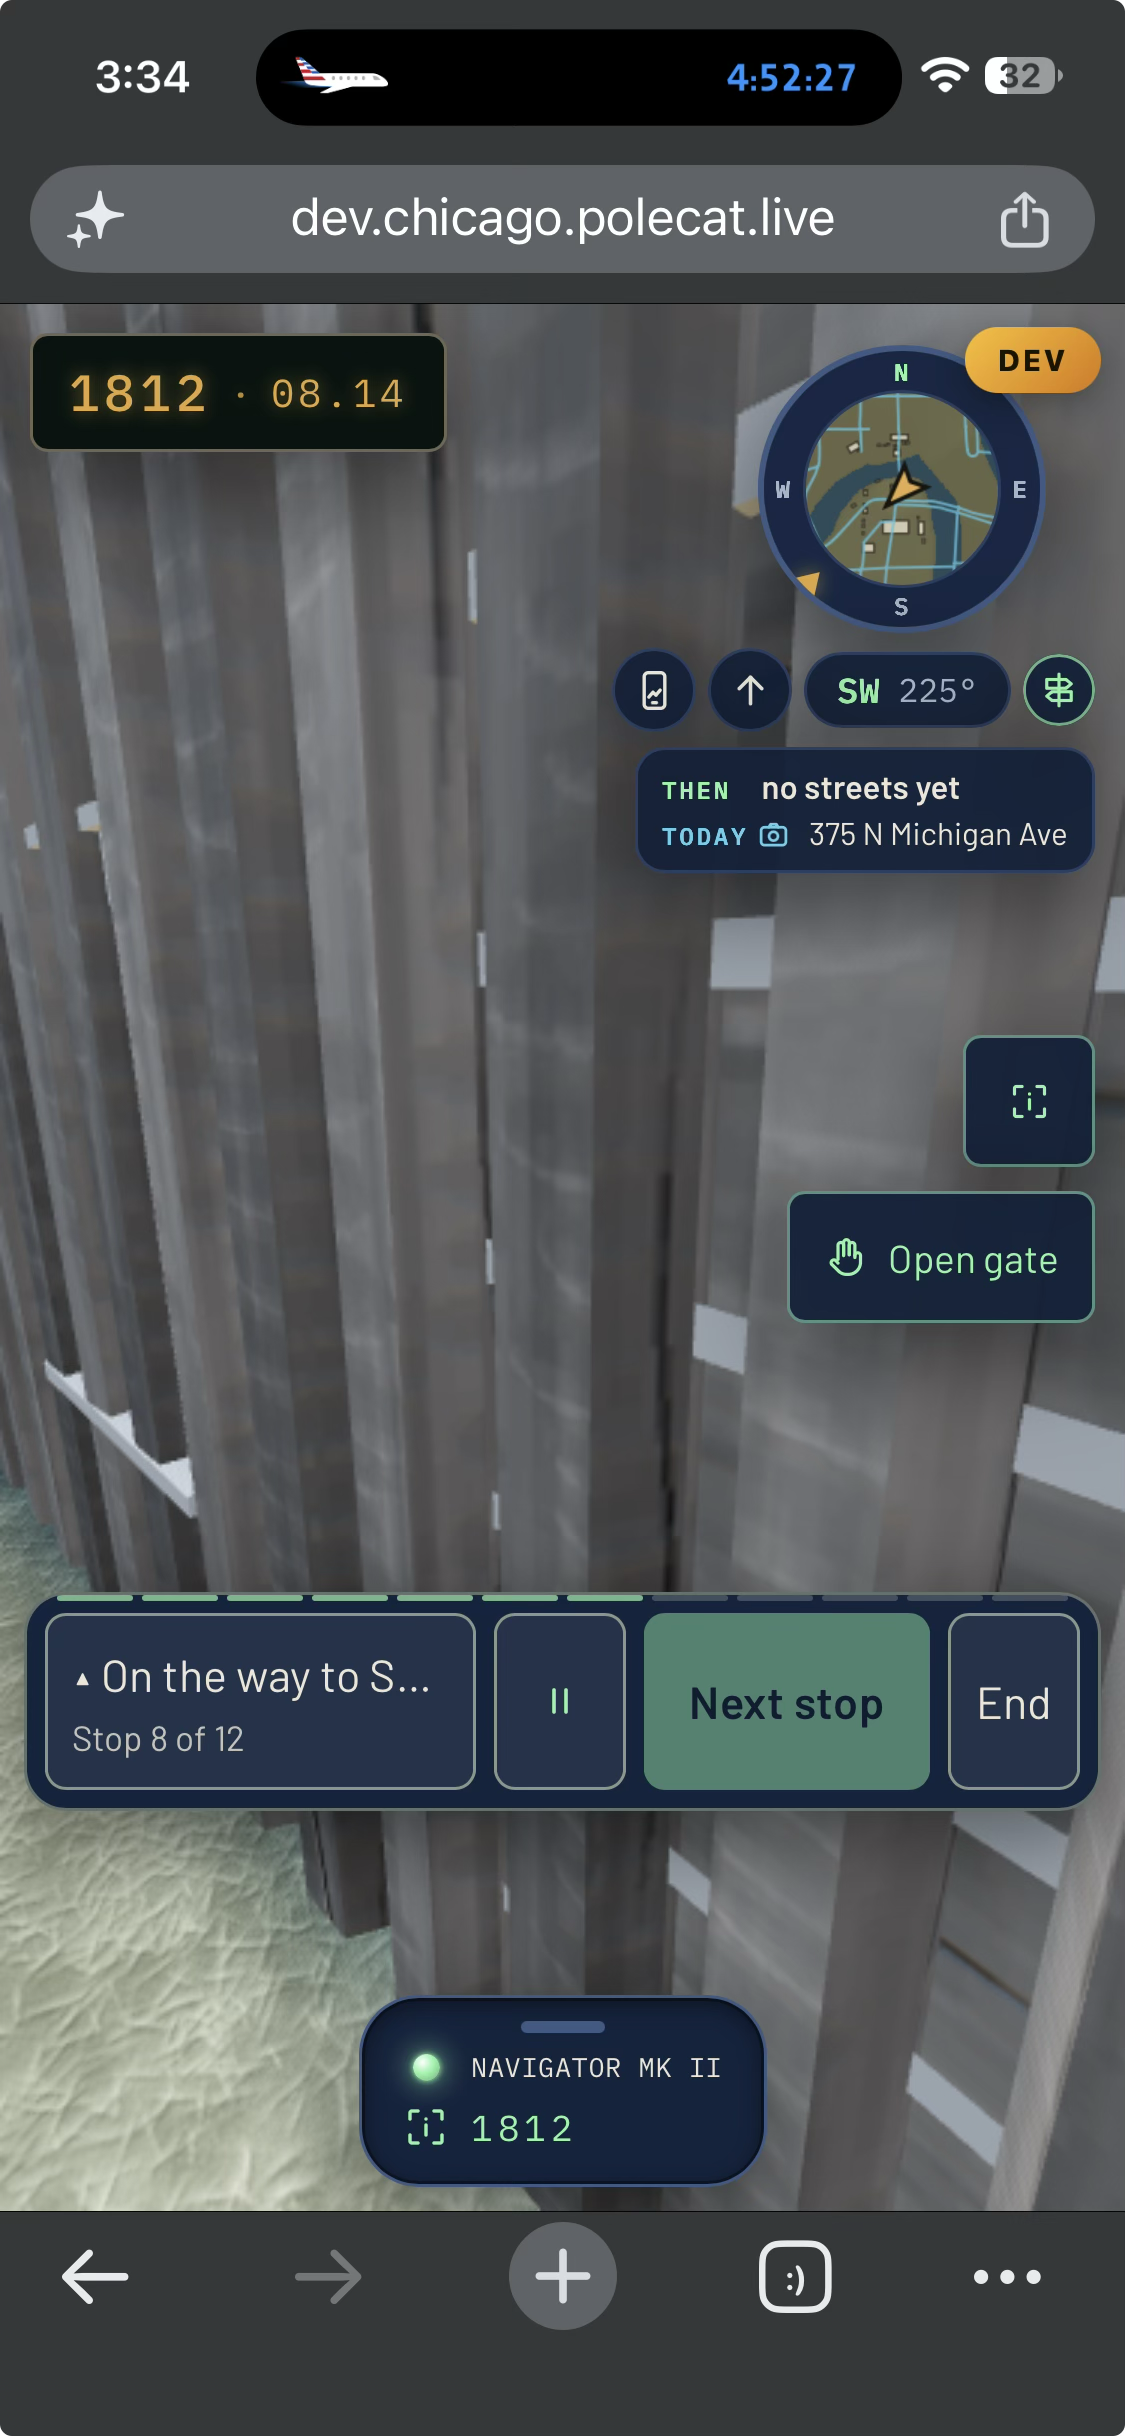 3:34
4:52:27
32
dev.chicago.polecat.live
1812 · 08.14
DEV
N
W
E
S
SW 225°
THEN no streets yet
TODAY 375 N Michigan Ave
Open gate
On the way to S...
Stop 8 of 12
Next stop
End
NAVIGATOR MK II
1812
:)